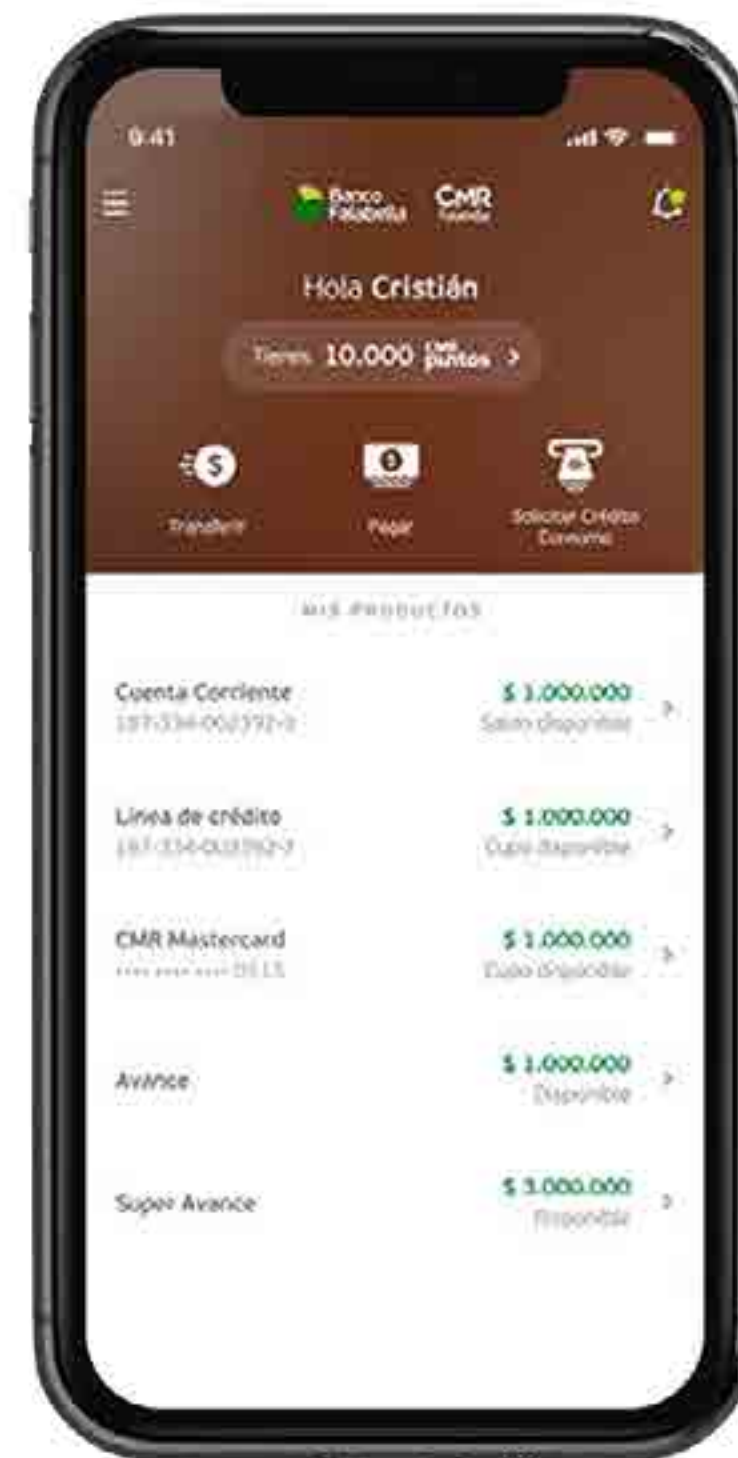 9:41
Banco Falabella
CMR
Hola Cristián
Tienes 10.000 CMR puntos >
Transferir
Pagar
Solicitar Crédito
Consumo
MIS PRODUCTOS
Cuenta Corriente
$ 1.000.000
Saldo disponible
Línea de crédito
$ 1.000.000
Cupo disponible
CMR Mastercard
$ 1.000.000
Cupo disponible
Avance
$ 1.000.000
Disponible
Super Avance
$ 3.000.000
Disponible